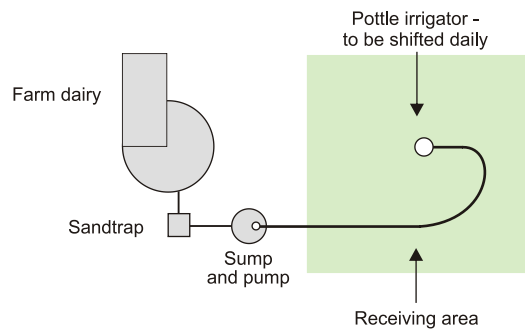 Pottle irrigator -
to be shifted daily
Farm dairy
Sandtrap
Sump
and pump
Receiving area